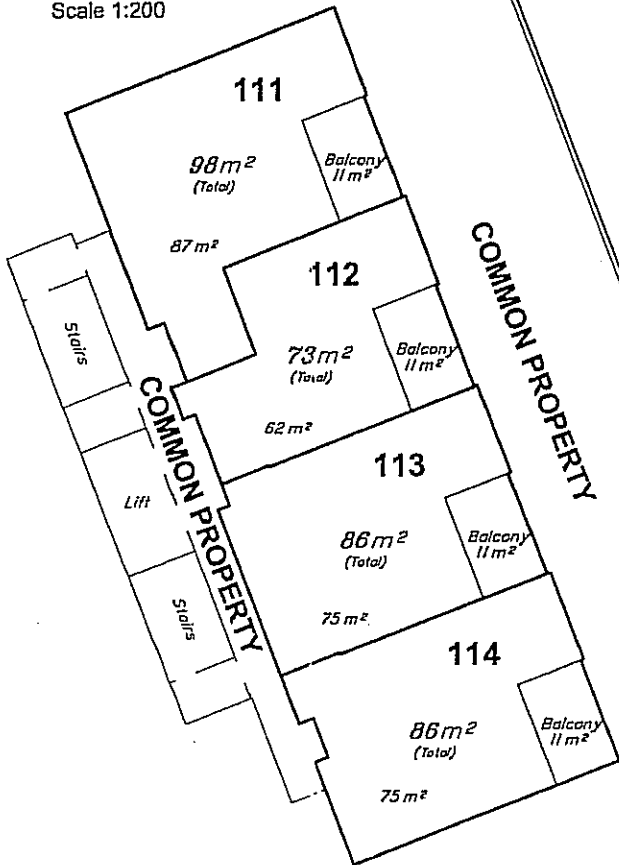 Scale 1:200
111
98m²
(Total)
Balcony
11m²
87m²
112
73m²
(Total)
Balcony
11m²
62m²
COMMON PROPERTY
Stairs
COMMON PROPERTY
Lift
Stairs
113
86m²
(Total)
Balcony
11m²
75m²
114
86m²
(Total)
Balcony
11m²
75m²